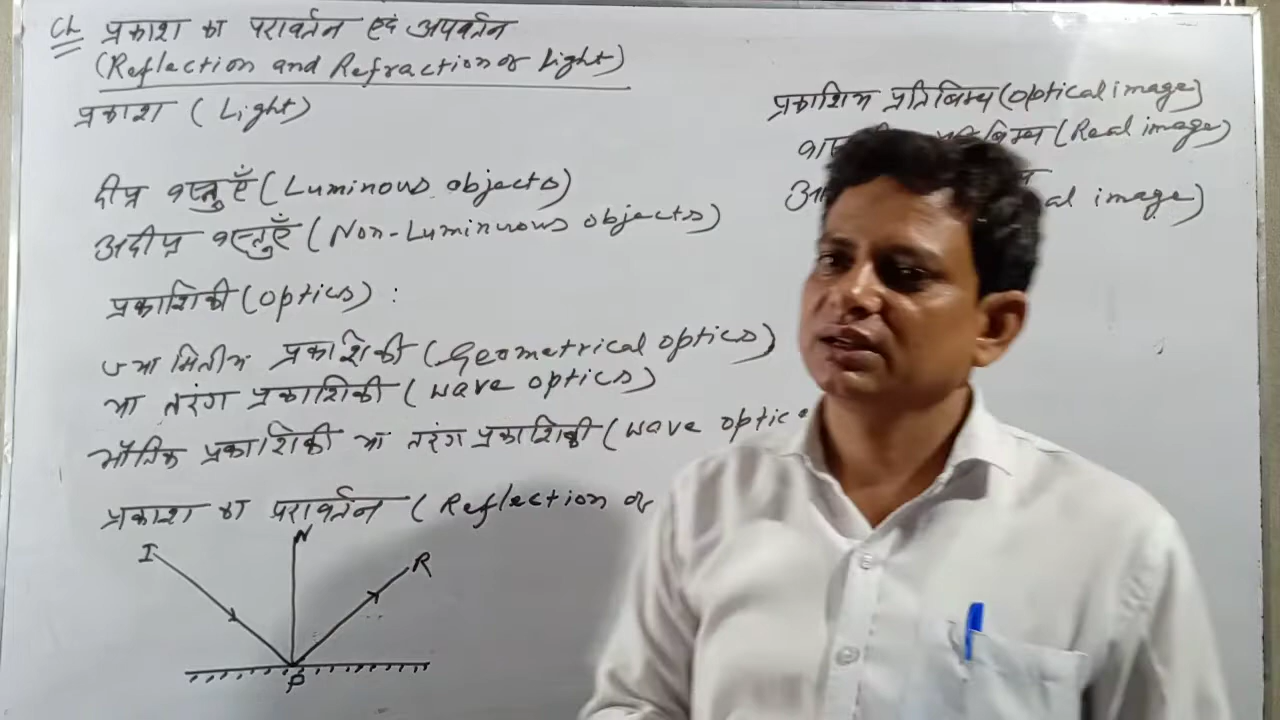 Ch प्रकाश का परावर्तन एवं अपवर्तन
(Reflection and Refraction of Light)
प्रकाश (Light)
दीप्त वस्तुएँ (Luminous objects)
अदीप्त वस्तुएँ (Non-Luminuous objects)
प्रकाशिकी (optics) :
ज्यामितीय प्रकाशिकी (Geometrical optics)
या तरंग प्रकाशिकी (wave optics)
भौतिक प्रकाशिकी या तरंग प्रकाशिकी (wave optic
प्रकाश का परावर्तन (Reflection of
I N R
P
प्रकाशिय प्रतिबिम्ब (optical image)
(Real image)
al image)